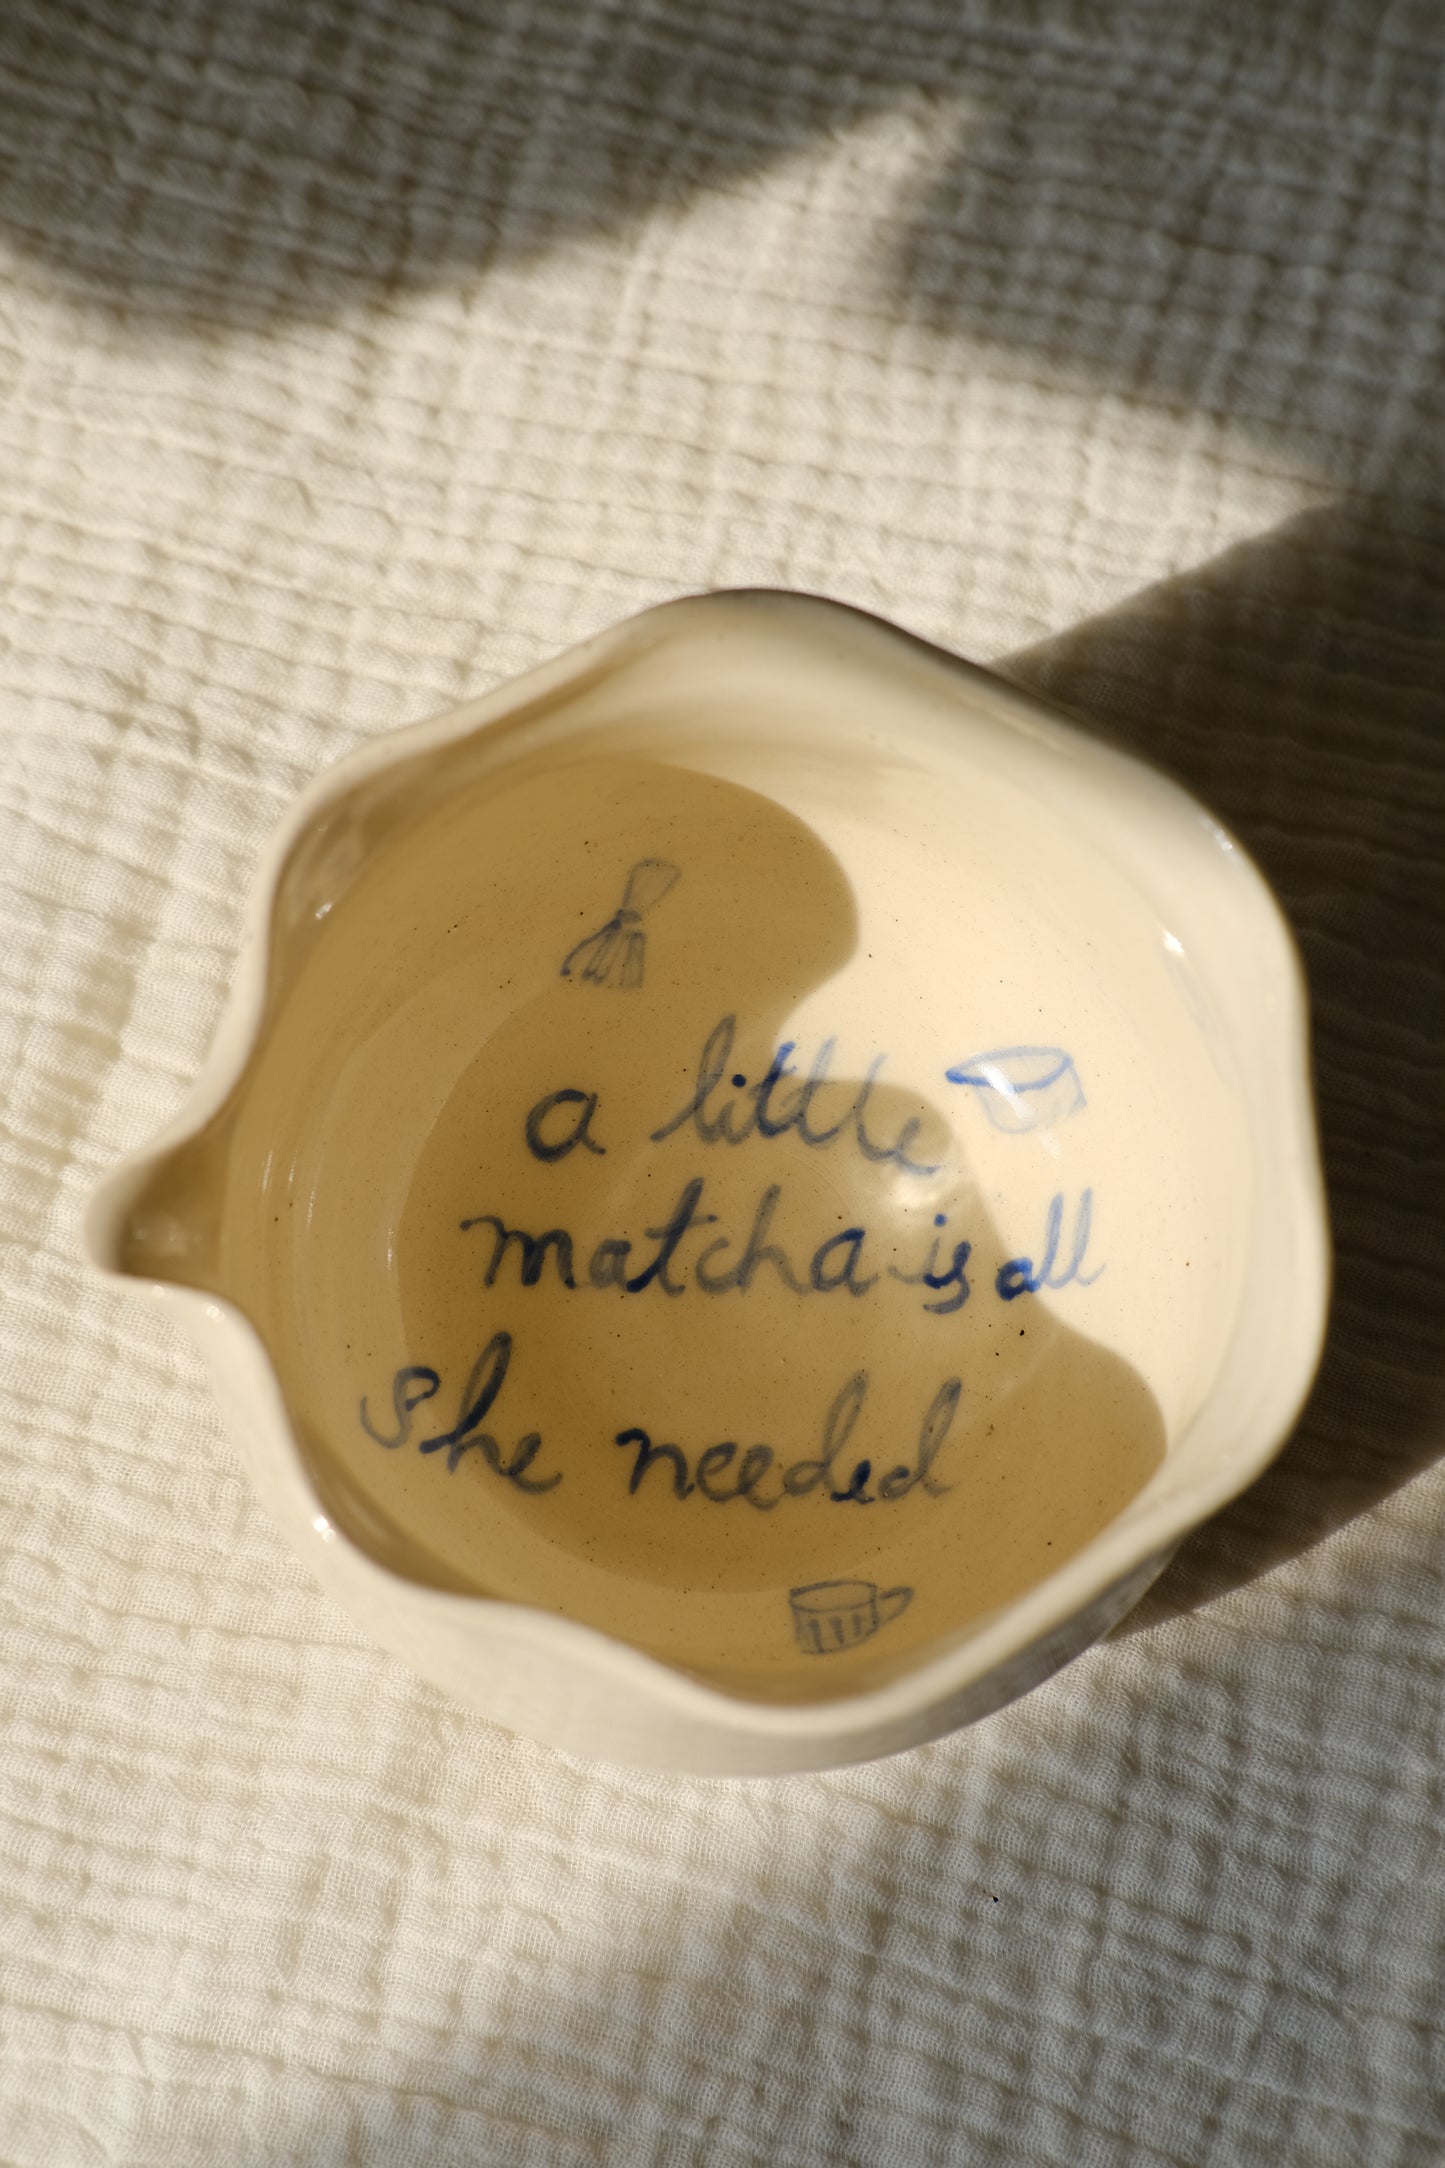 a little
matcha is all
She needed